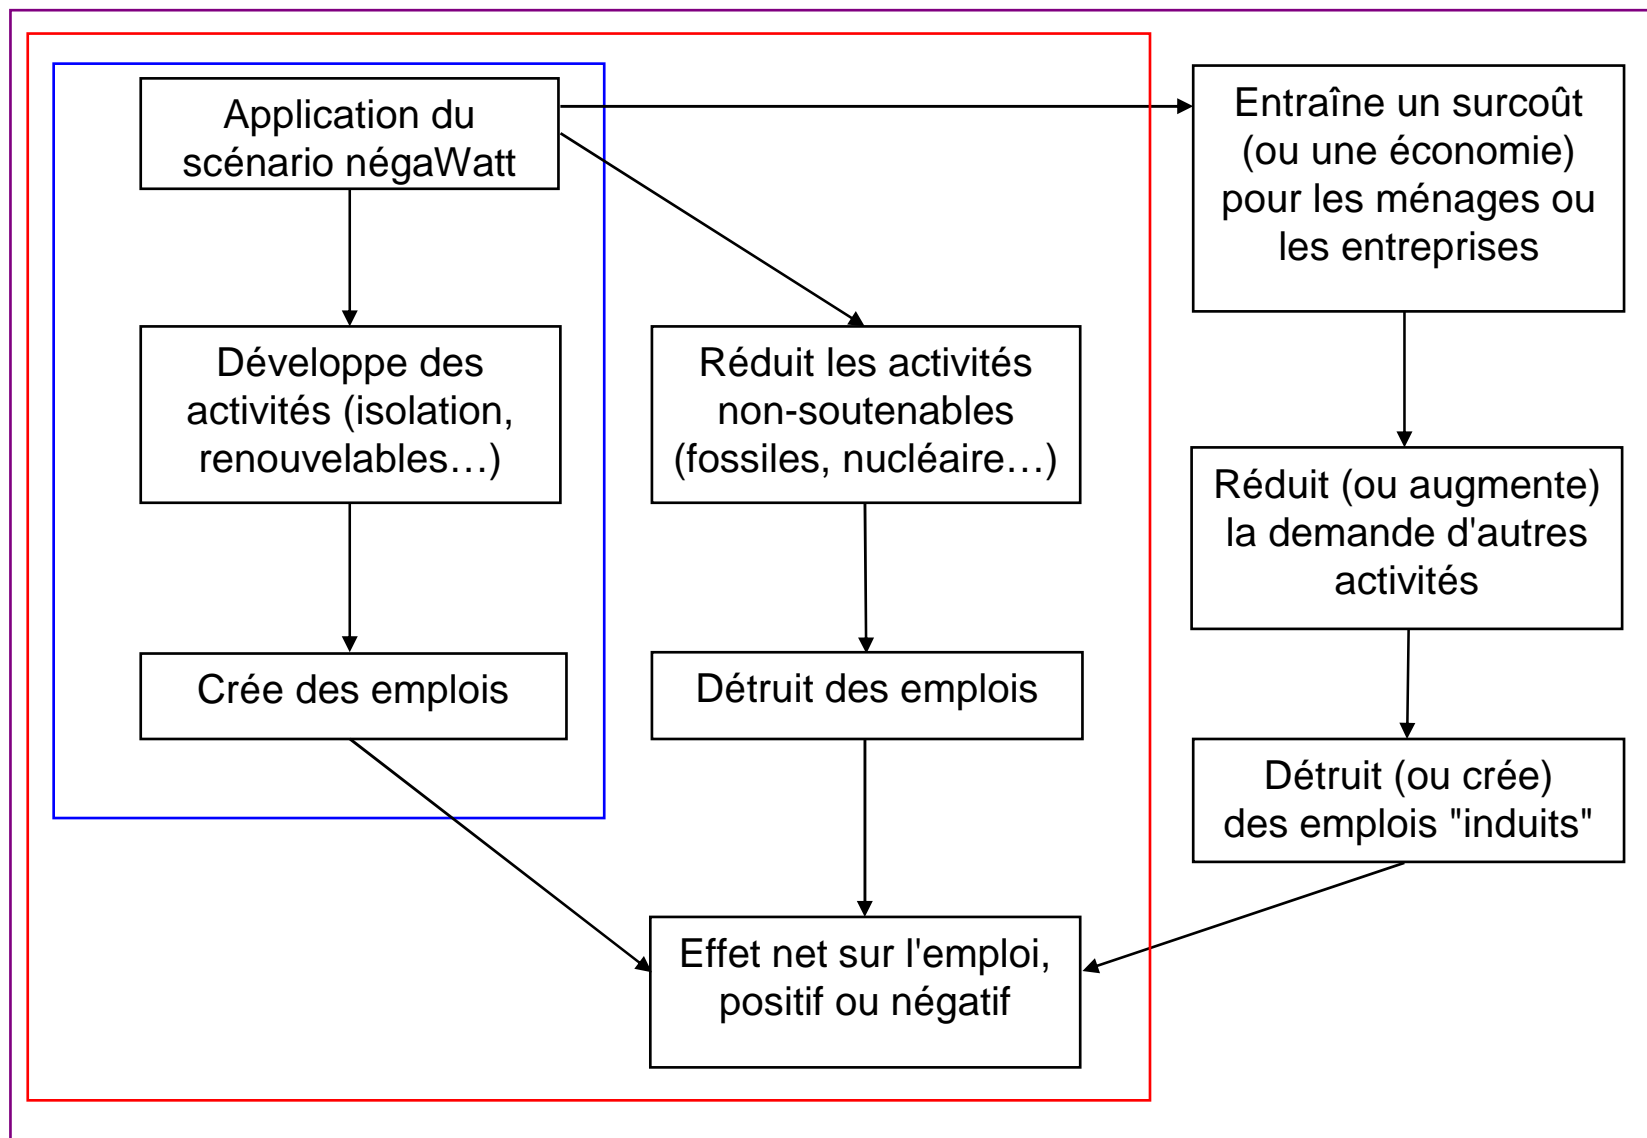 Application du
scénario négaWatt
Entraîne un surcoût
(ou une économie)
pour les ménages ou
les entreprises
Développe des
activités (isolation,
renouvelables…)
Réduit les activités
non-soutenables
(fossiles, nucléaire…)
Réduit (ou augmente)
la demande d'autres
activités
Crée des emplois
Détruit des emplois
Détruit (ou crée)
des emplois "induits"
Effet net sur l'emploi,
positif ou négatif